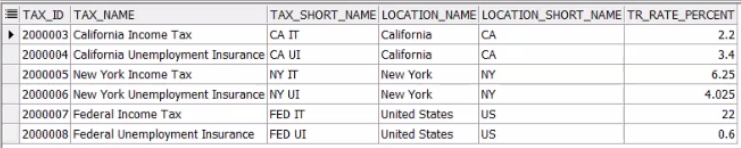 TAX_ID TAX_NAME TAX_SHORT_NAME LOCATION_NAME LOCATION_SHORT_NAME TR_RATE_PERCENT
2000003 California Income Tax CA IT California CA 2.2
2000004 California Unemployment Insurance CA UI California CA 3.4
2000005 New York Income Tax NY IT New York NY 6.25
2000006 New York Unemployment Insurance NY UI New York NY 4.025
2000007 Federal Income Tax FED IT United States US 22
2000008 Federal Unemployment Insurance FED UI United States US 0.6